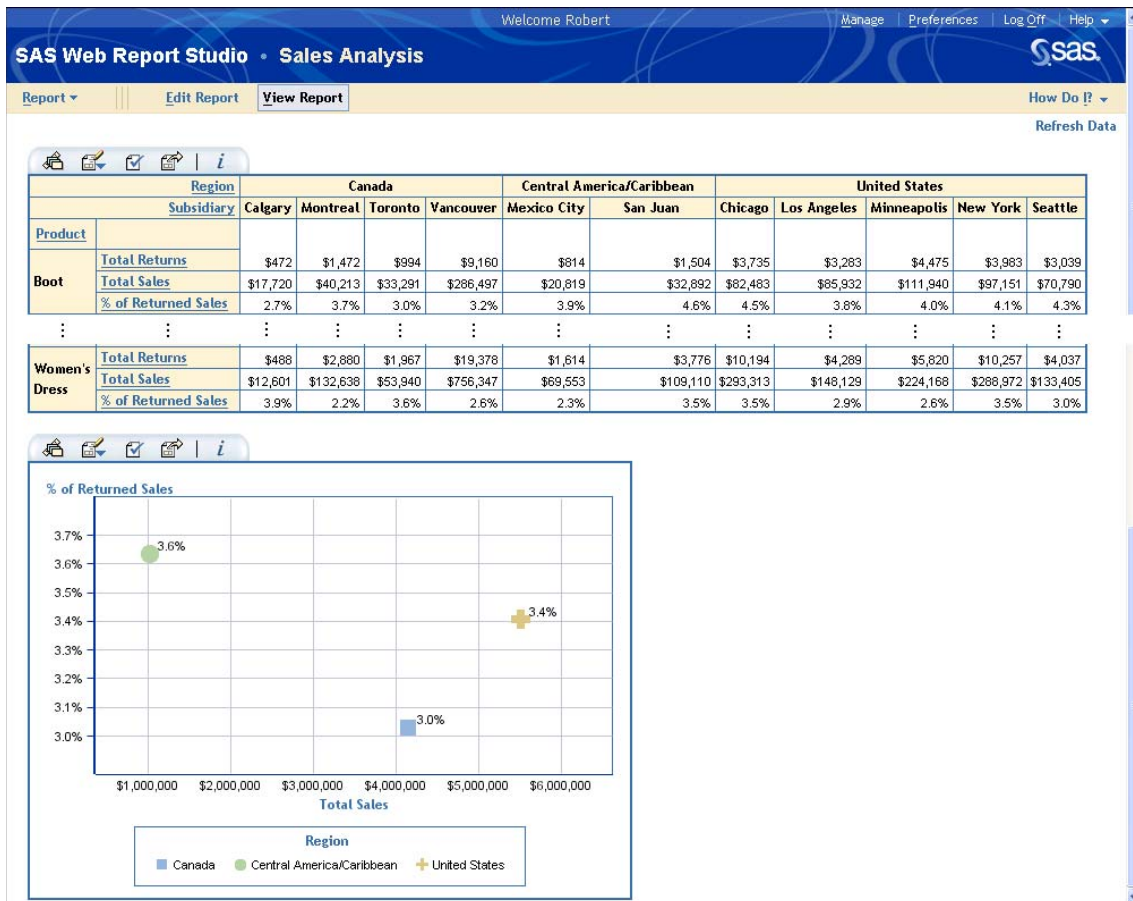 Welcome Robert Manage Preferences Log Off Help
SAS Web Report Studio • Sales Analysis sas.
Report Edit Report View Report How Do I?
Refresh Data
i
Region Canada Central America/Caribbean United States
Subsidiary Calgary Montreal Toronto Vancouver Mexico City San Juan Chicago Los Angeles Minneapolis New York Seattle
Product
Total Returns $472 $1,472 $994 $9,160 $814 $1,504 $3,735 $3,283 $4,475 $3,983 $3,039
Boot Total Sales $17,720 $40,213 $33,291 $286,497 $20,819 $32,892 $82,483 $85,932 $111,940 $97,151 $70,790
% of Returned Sales 2.7% 3.7% 3.0% 3.2% 3.9% 4.6% 4.5% 3.8% 4.0% 4.1% 4.3%
⋮ ⋮ ⋮ ⋮ ⋮ ⋮ ⋮ ⋮ ⋮ ⋮ ⋮ ⋮ ⋮
Women's Total Returns $488 $2,880 $1,967 $19,378 $1,614 $3,776 $10,194 $4,289 $5,820 $10,257 $4,037
Dress Total Sales $12,601 $132,638 $53,940 $756,347 $69,553 $109,110 $293,313 $148,129 $224,168 $288,972 $133,405
% of Returned Sales 3.9% 2.2% 3.6% 2.6% 2.3% 3.5% 3.5% 2.9% 2.6% 3.5% 3.0%
i
% of Returned Sales
3.7%
3.6%
3.6%
3.5%
3.4%
3.4%
3.3%
3.2%
3.1%
3.0%
3.0%
$1,000,000 $2,000,000 $3,000,000 $4,000,000 $5,000,000 $6,000,000
Total Sales
Region
Canada Central America/Caribbean United States